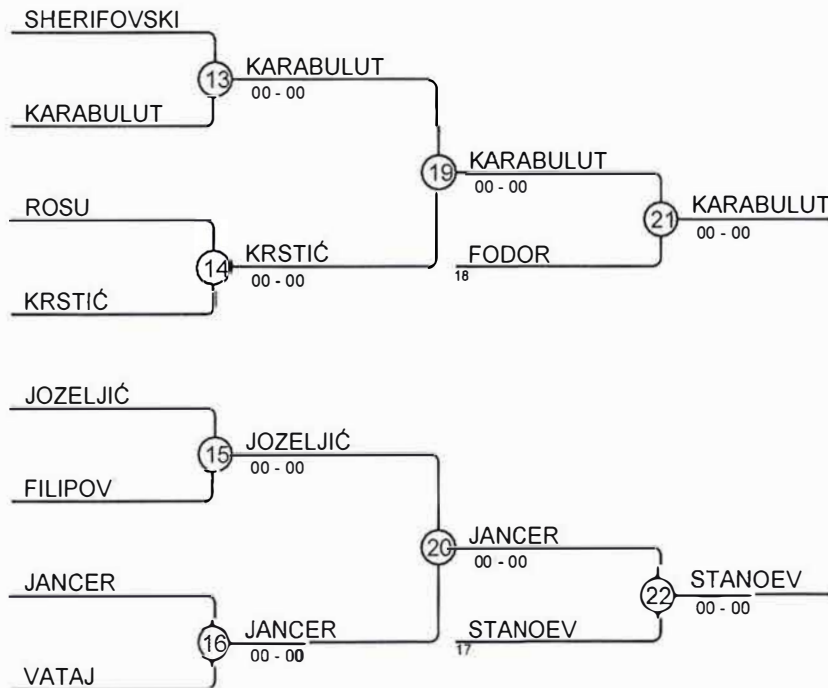 SHERIFOVSKI
13
KARABULUT
00 - 00
KARABULUT
19
KARABULUT
00 - 00
ROSU
21
KARABULUT
00 - 00
14
KRSTIĆ
00 - 00
FODOR
18
KRSTIĆ
JOZELJIĆ
15
JOZELJIĆ
00 - 00
FILIPOV
20
JANCER
00 - 00
JANCER
22
STANOEV
00 - 00
16
JANCER
00 - 00
STANOEV
17
VATAJ